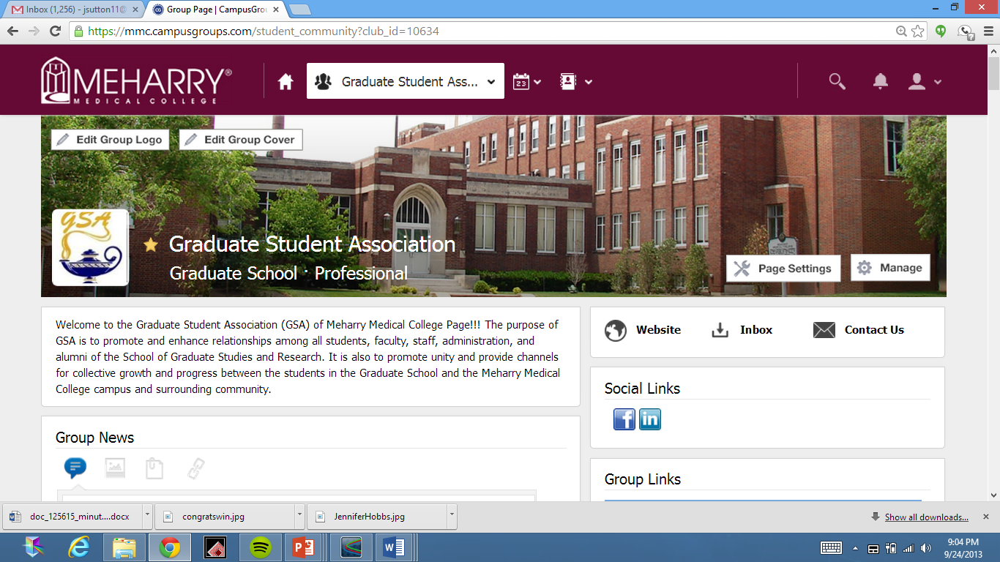 Inbox (1,256) - jsutton11@
Group Page | CampusGrou
https://mmc.campusgroups.com/student_community?club_id=10634
MEHARRY®
MEDICAL COLLEGE
Graduate Student Ass...
23
Edit Group Logo
Edit Group Cover
GSA
Graduate Student Association
Graduate School · Professional
Page Settings
Manage
Welcome to the Graduate Student Association (GSA) of Meharry Medical College Page!!! The purpose of
GSA is to promote and enhance relationships among all students, faculty, staff, administration, and
alumni of the School of Graduate Studies and Research. It is also to promote unity and provide channels
for collective growth and progress between the students in the Graduate School and the Meharry Medical
College campus and surrounding community.
Website
Inbox
Contact Us
Social Links
Group News
Group Links
doc_125615_minut....docx
congratswin.jpg
JenniferHobbs.jpg
Show all downloads...
9:04 PM
9/24/2013